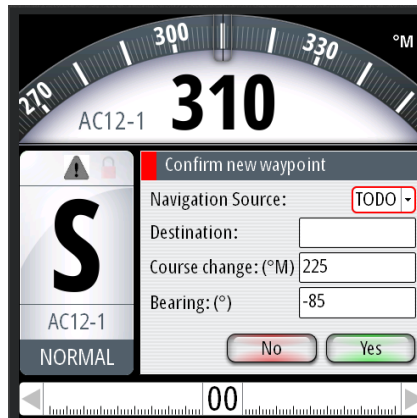 270
300
330
°M
AC12-1
310
Confirm new waypoint
S
Navigation Source: TODO
Destination:
Course change: (°M) 225
Bearing: (°) -85
AC12-1
NORMAL
No
Yes
00